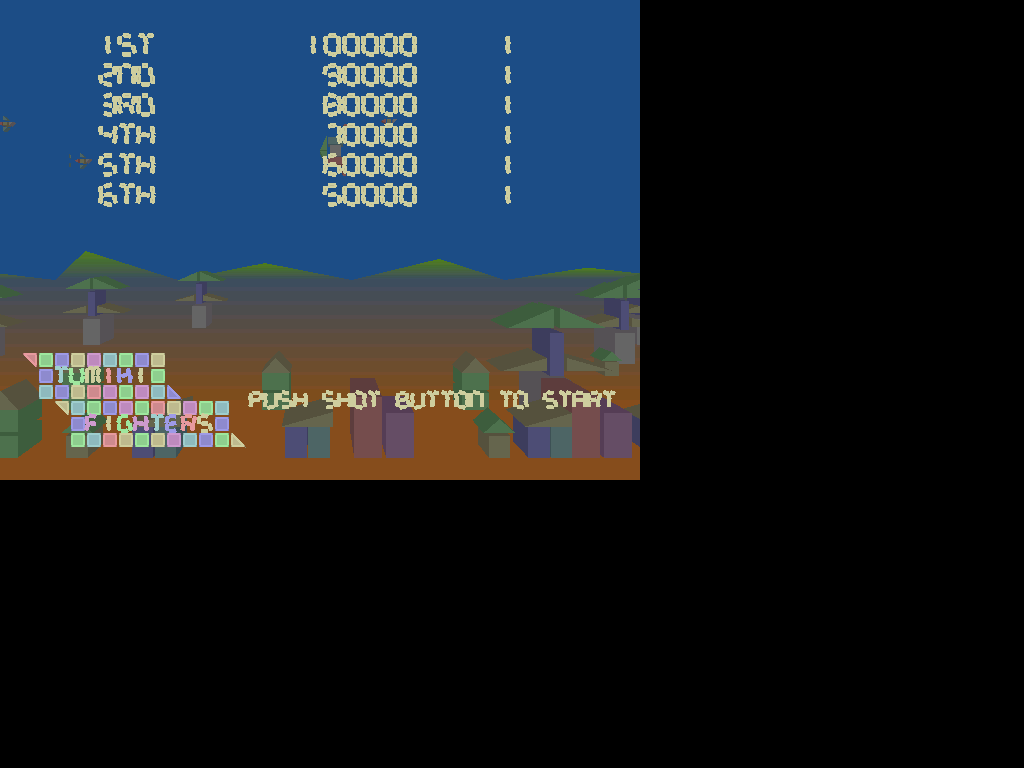 1ST 100000 1
2ND 90000 1
3RD 80000 1
4TH 70000 1
5TH 60000 1
6TH 50000 1
TUMIKI
FIGHTERS
PUSH SHOT BUTTON TO START